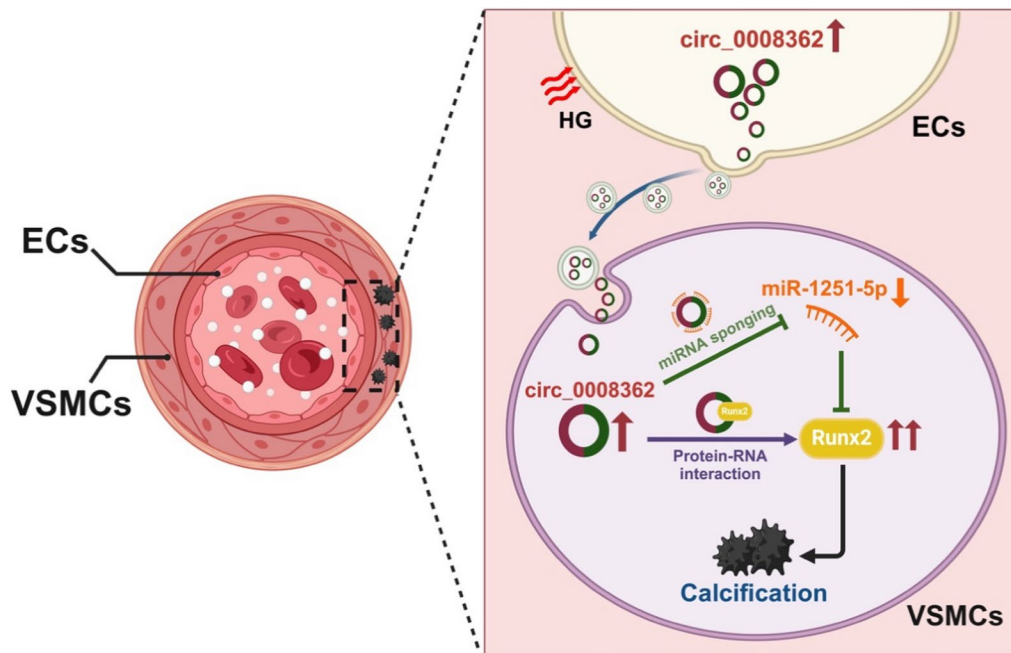 ECs
VSMCs
circ_0008362
HG
ECs
miR-1251-5p
miRNA sponging
circ_0008362
Runx2
Protein-RNA
interaction
Runx2
Calcification
VSMCs